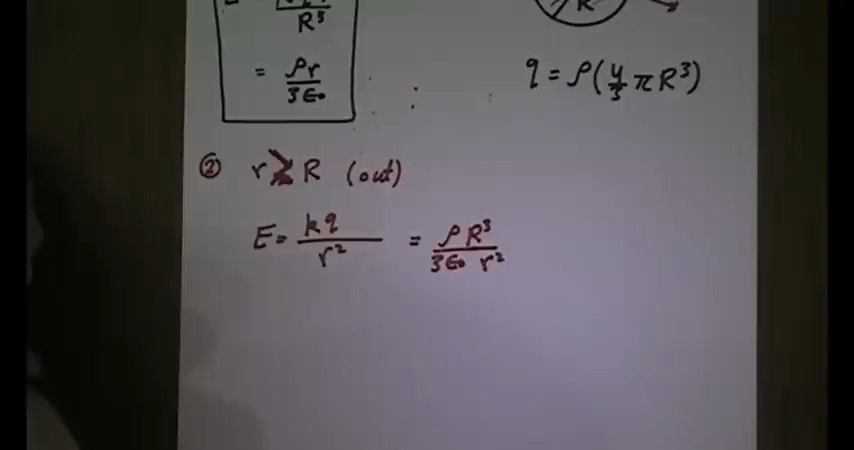 R³
R
= ρr / 3ε₀
q = ρ(4/3 πR³)
② r ≥ R (out)
E = kq / r² = ρR³ / 3ε₀ r²